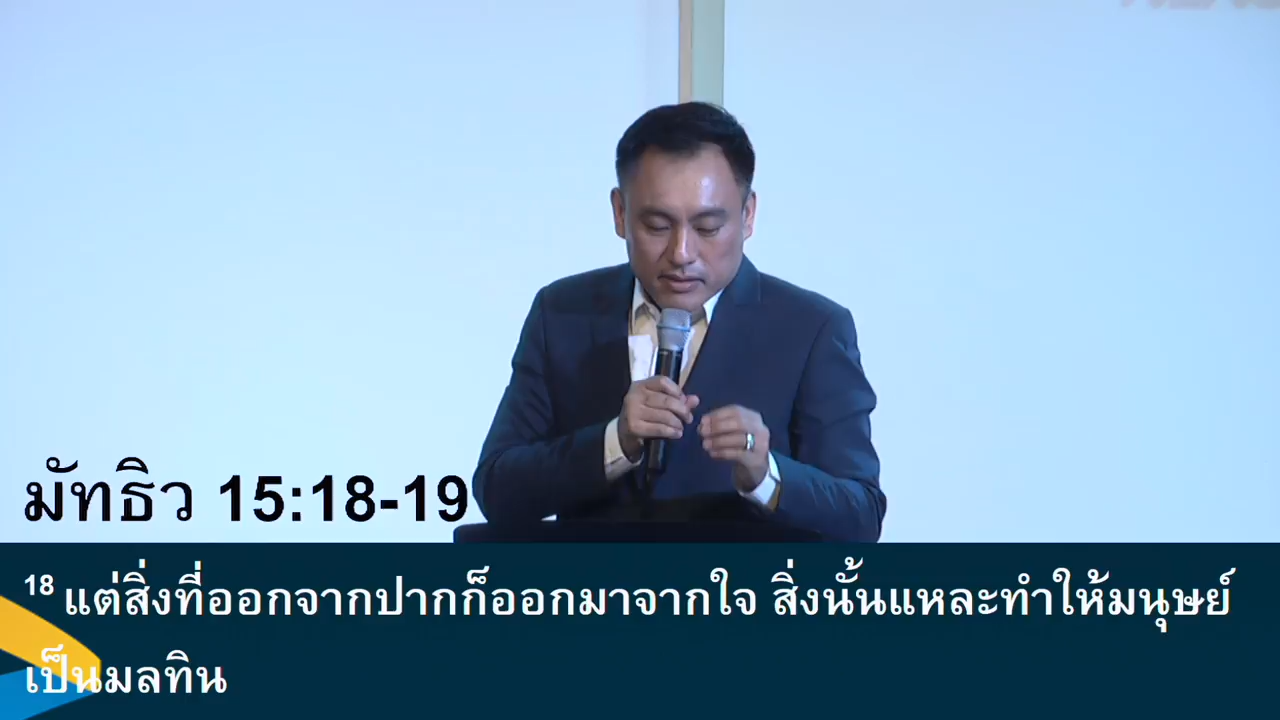 มัทธิว 15:18-19
18 แต่สิ่งที่ออกจากปากก็ออกมาจากใจ สิ่งนั้นแหละทำให้มนุษย์
เป็นมลทิน